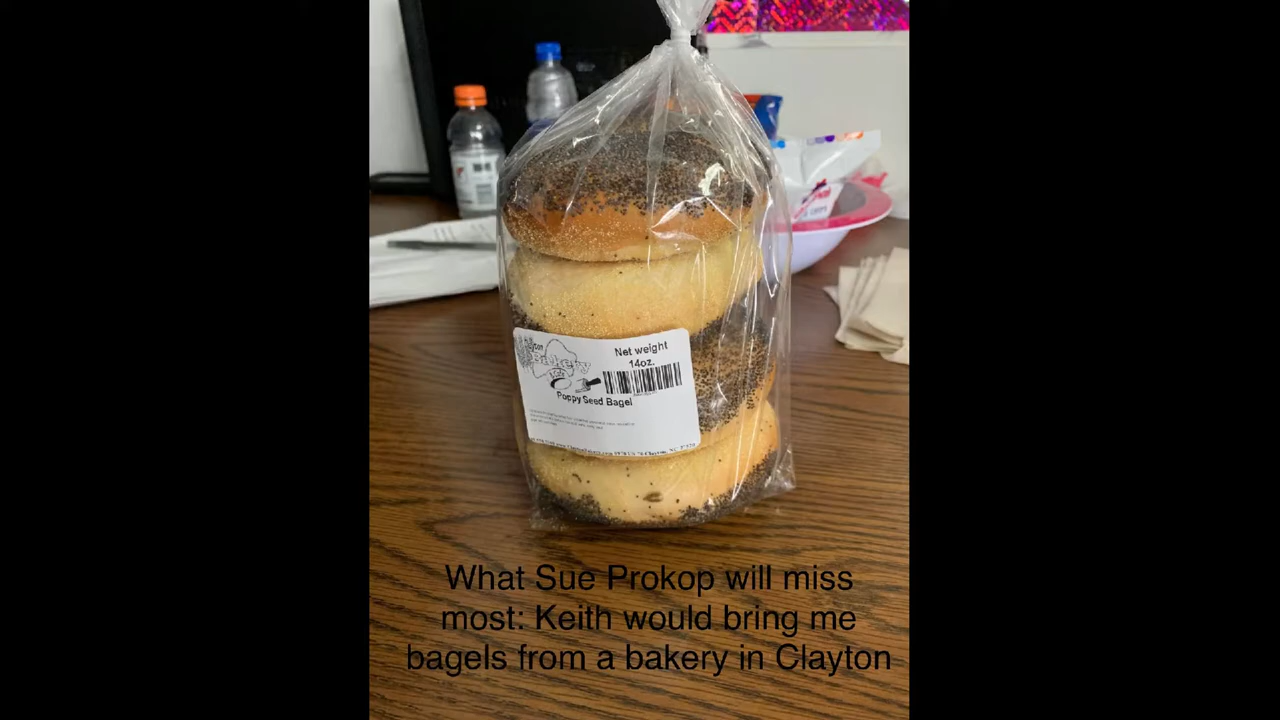 Net weight
14oz.
Bakery
Poppy Seed Bagel
What Sue Prokop will miss
most: Keith would bring me
bagels from a bakery in Clayton